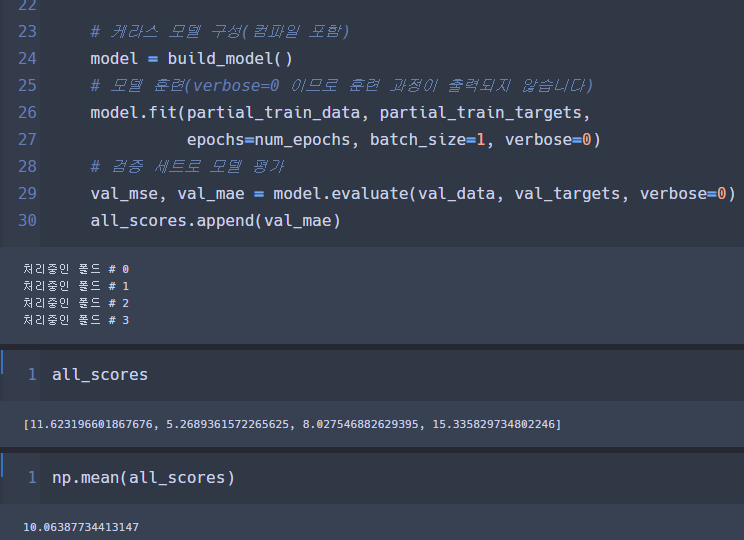 22
23 # 케라스 모델 구성(컴파일 포함)
24 model = build_model()
25 # 모델 훈련(verbose=0 이므로 훈련 과정이 출력되지 않습니다)
26 model.fit(partial_train_data, partial_train_targets,
27 epochs=num_epochs, batch_size=1, verbose=0)
28 # 검증 세트로 모델 평가
29 val_mse, val_mae = model.evaluate(val_data, val_targets, verbose=0)
30 all_scores.append(val_mae)
처리중인 폴드 # 0
처리중인 폴드 # 1
처리중인 폴드 # 2
처리중인 폴드 # 3
1 all_scores
[11.623196601867676, 5.2689361572265625, 8.027546882629395, 15.335829734802246]
1 np.mean(all_scores)
10.06387734413147